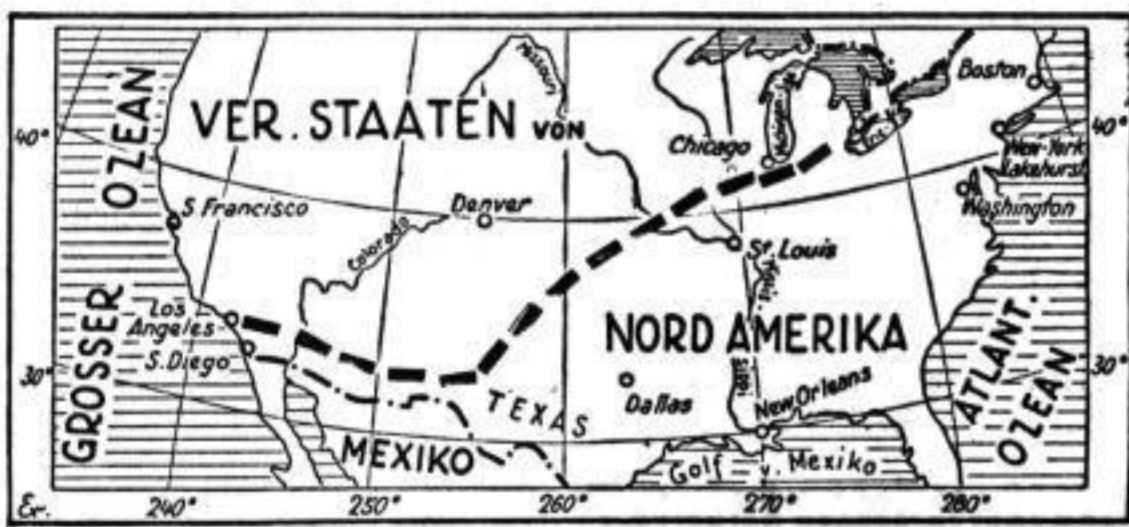 VER. STAATEN VON
NORD AMERIKA
GROSSER OZEAN
ATLANT. OZEAN
Missouri
Boston
40°
40°
Chicago
New-York
Lakehurst
Washington
S. Francisco
Denver
Colorado
St. Louis
Los
Angeles
S. Diego
30°
30°
TEXAS
Dallas
New Orleans
MEXIKO
Golf v. Mexiko
240°
250°
260°
270°
280°